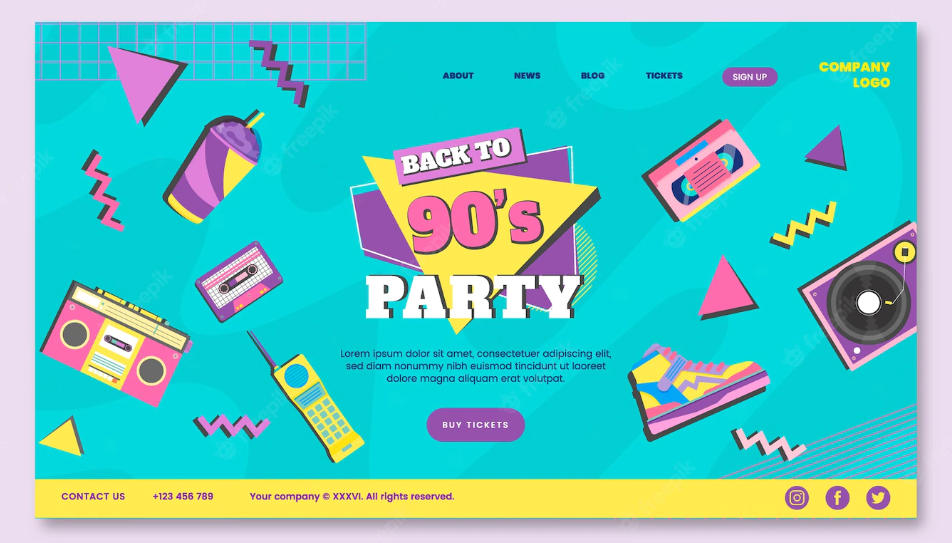 ABOUT NEWS BLOG TICKETS SIGN UP
COMPANY
LOGO
BACK TO
90's
PARTY
Lorem ipsum dolor sit amet, consectetuer adipiscing elit,
sed diam nonummy nibh euismod tincidunt ut laoreet
dolore magna aliquam erat volutpat.
BUY TICKETS
CONTACT US +123 456 789 Your company © XXXVI. All rights reserved.
freepik